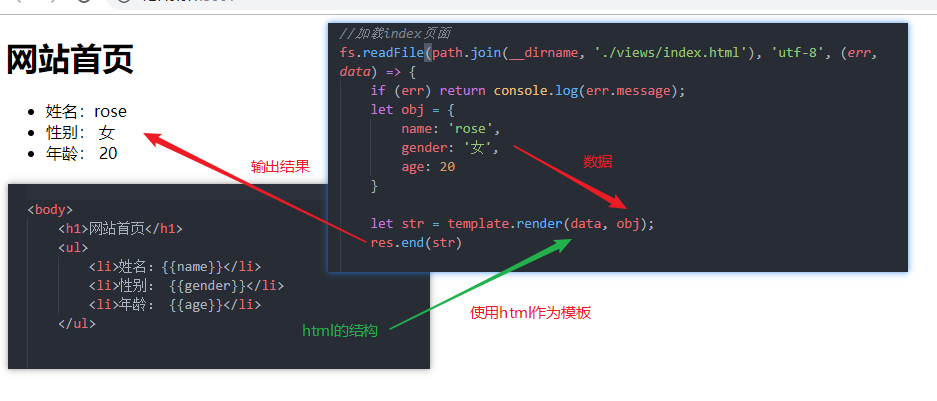 网站首页
姓名：rose
性别： 女
年龄： 20
//加载index页面
fs.readFile(path.join(__dirname, './views/index.html'), 'utf-8', (err,
data) => {
if (err) return console.log(err.message);
let obj = {
name: 'rose',
gender: '女',
age: 20
}
let str = template.render(data, obj);
res.end(str)
输出结果
数据
<body>
<h1>网站首页</h1>
<ul>
<li>姓名：{{name}}</li>
<li>性别： {{gender}}</li>
<li>年龄： {{age}}</li>
</ul>
html的结构
使用html作为模板